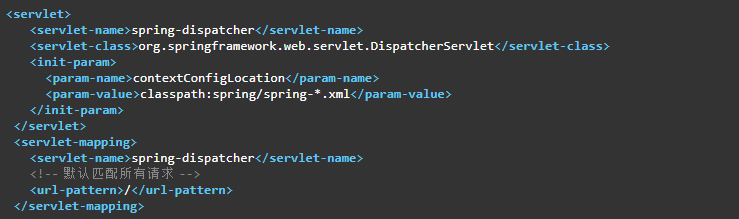 <servlet>
<servlet-name>spring-dispatcher</servlet-name>
<servlet-class>org.springframework.web.servlet.DispatcherServlet</servlet-class>
<init-param>
<param-name>contextConfigLocation</param-name>
<param-value>classpath:spring/spring-*.xml</param-value>
</init-param>
</servlet>
<servlet-mapping>
<servlet-name>spring-dispatcher</servlet-name>
<!-- 默认匹配所有请求 -->
<url-pattern>/</url-pattern>
</servlet-mapping>